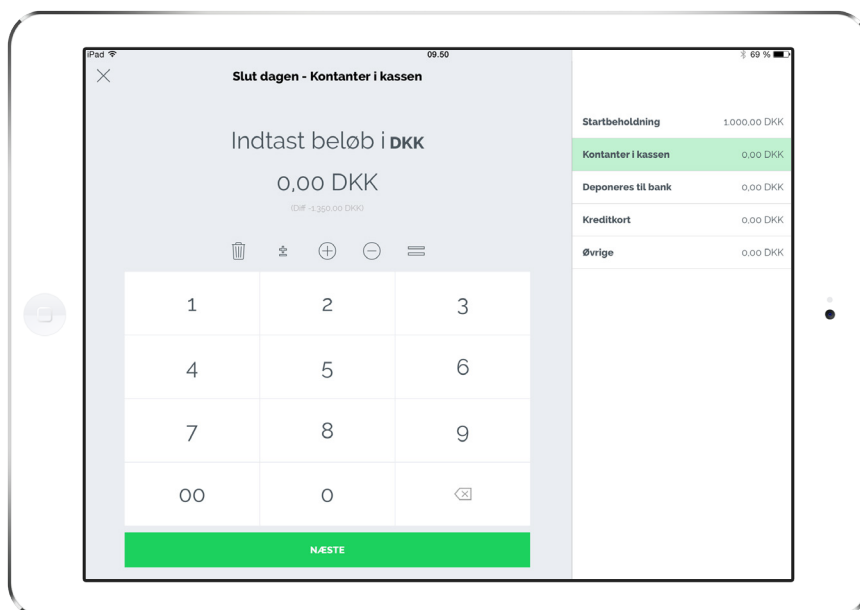 iPad 09.50 69 %
Slut dagen - Kontanter i kassen
Indtast beløb i DKK
0,00 DKK
(Diff -1.350,00 DKK)
1 2 3
4 5 6
7 8 9
00 0
NÆSTE
Startbeholdning 1.000,00 DKK
Kontanter i kassen 0,00 DKK
Deponeres til bank 0,00 DKK
Kreditkort 0,00 DKK
Øvrige 0,00 DKK